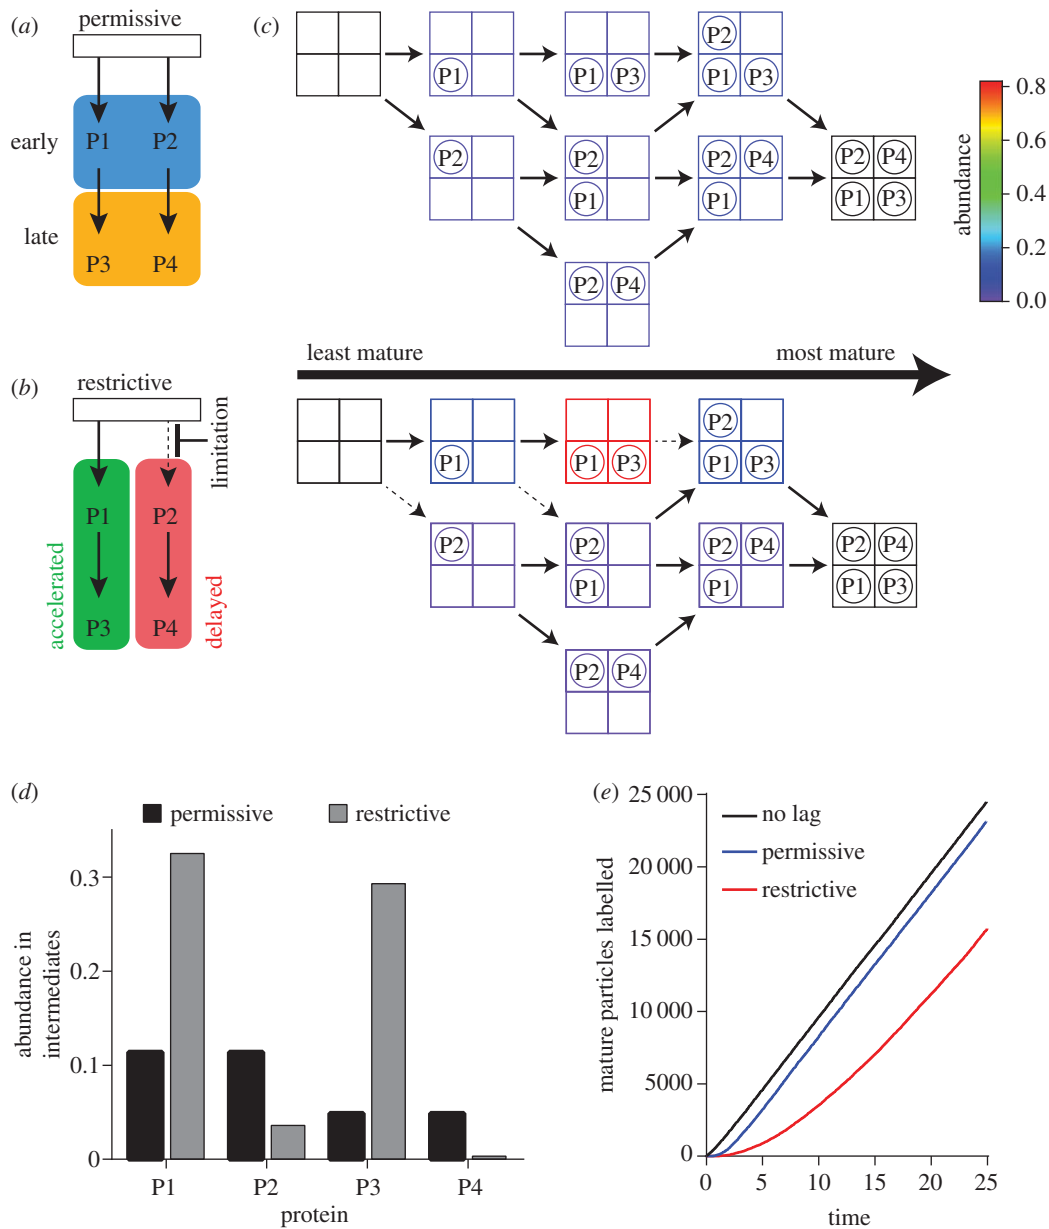 (a)
permissive
early
P1 P2
late
P3 P4
(b)
restrictive
limitation
P1 P2
accelerated
delayed
P3 P4
(c)
P2
P1
P1 P3
P1 P3
P2
P2
P2 P4
P2 P4
P1
P1
P1 P3
P2 P4
abundance
0.8
0.6
0.4
0.2
0.0
least mature
most mature
P2
P1
P1 P3
P1 P3
P2
P2
P2 P4
P2 P4
P1
P1
P1 P3
P2 P4
(d)
permissive
restrictive
abundance in
intermediates
0.3
0.2
0.1
0
P1 P2 P3 P4
protein
(e)
no lag
permissive
restrictive
mature particles labelled
25 000
20 000
15 000
10 000
5000
0
0 5 10 15 20 25
time